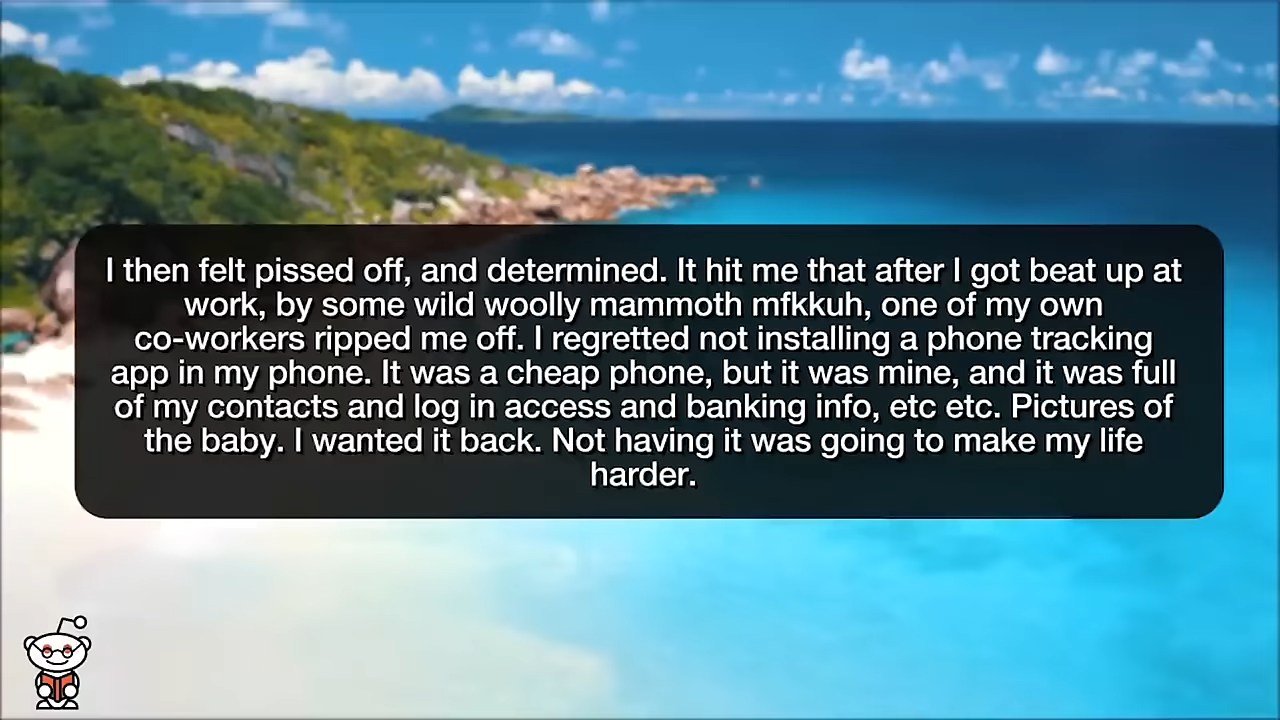 I then felt pissed off, and determined. It hit me that after I got beat up at
work, by some wild woolly mammoth mfkkuh, one of my own
co-workers ripped me off. I regretted not installing a phone tracking
app in my phone. It was a cheap phone, but it was mine, and it was full
of my contacts and log in access and banking info, etc etc. Pictures of
the baby. I wanted it back. Not having it was going to make my life
harder.